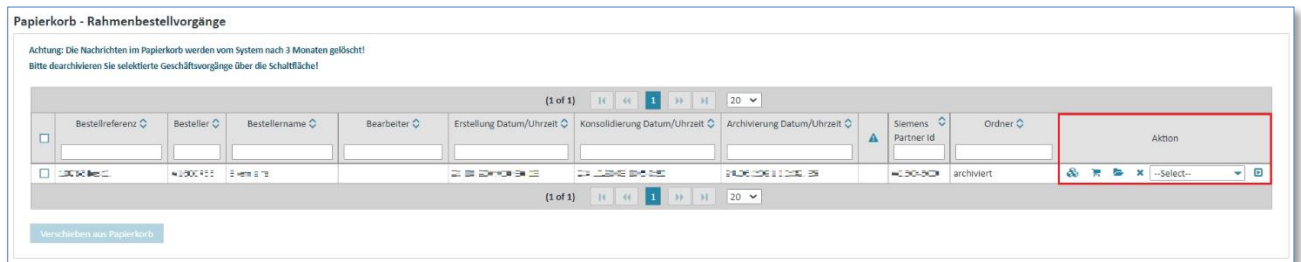 Papierkorb - Rahmenbestellvorgänge
Achtung: Die Nachrichten im Papierkorb werden vom System nach 3 Monaten gelöscht!
Bitte dearchivieren Sie selektierte Geschäftsvorgänge über die Schaltfläche!
(1 of 1) 1 20
Bestellreferenz Besteller Bestellername Bearbeiter Erstellung Datum/Uhrzeit Konsolidierung Datum/Uhrzeit Archivierung Datum/Uhrzeit Siemens Partner Id Ordner Aktion
archiviert --Select--
(1 of 1) 1 20
Verschieben aus Papierkorb